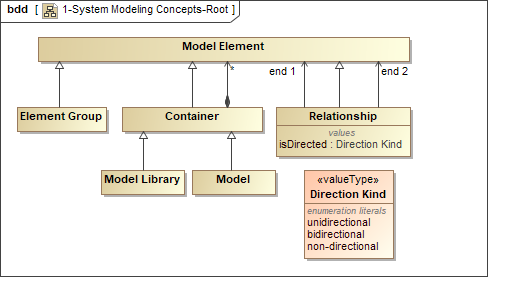 bdd [ 1-System Modeling Concepts-Root ]
Model Element
* end 1 end 2
Element Group Container Relationship
values
isDirected : Direction Kind
Model Library Model
«valueType»
Direction Kind
enumeration literals
unidirectional
bidirectional
non-directional